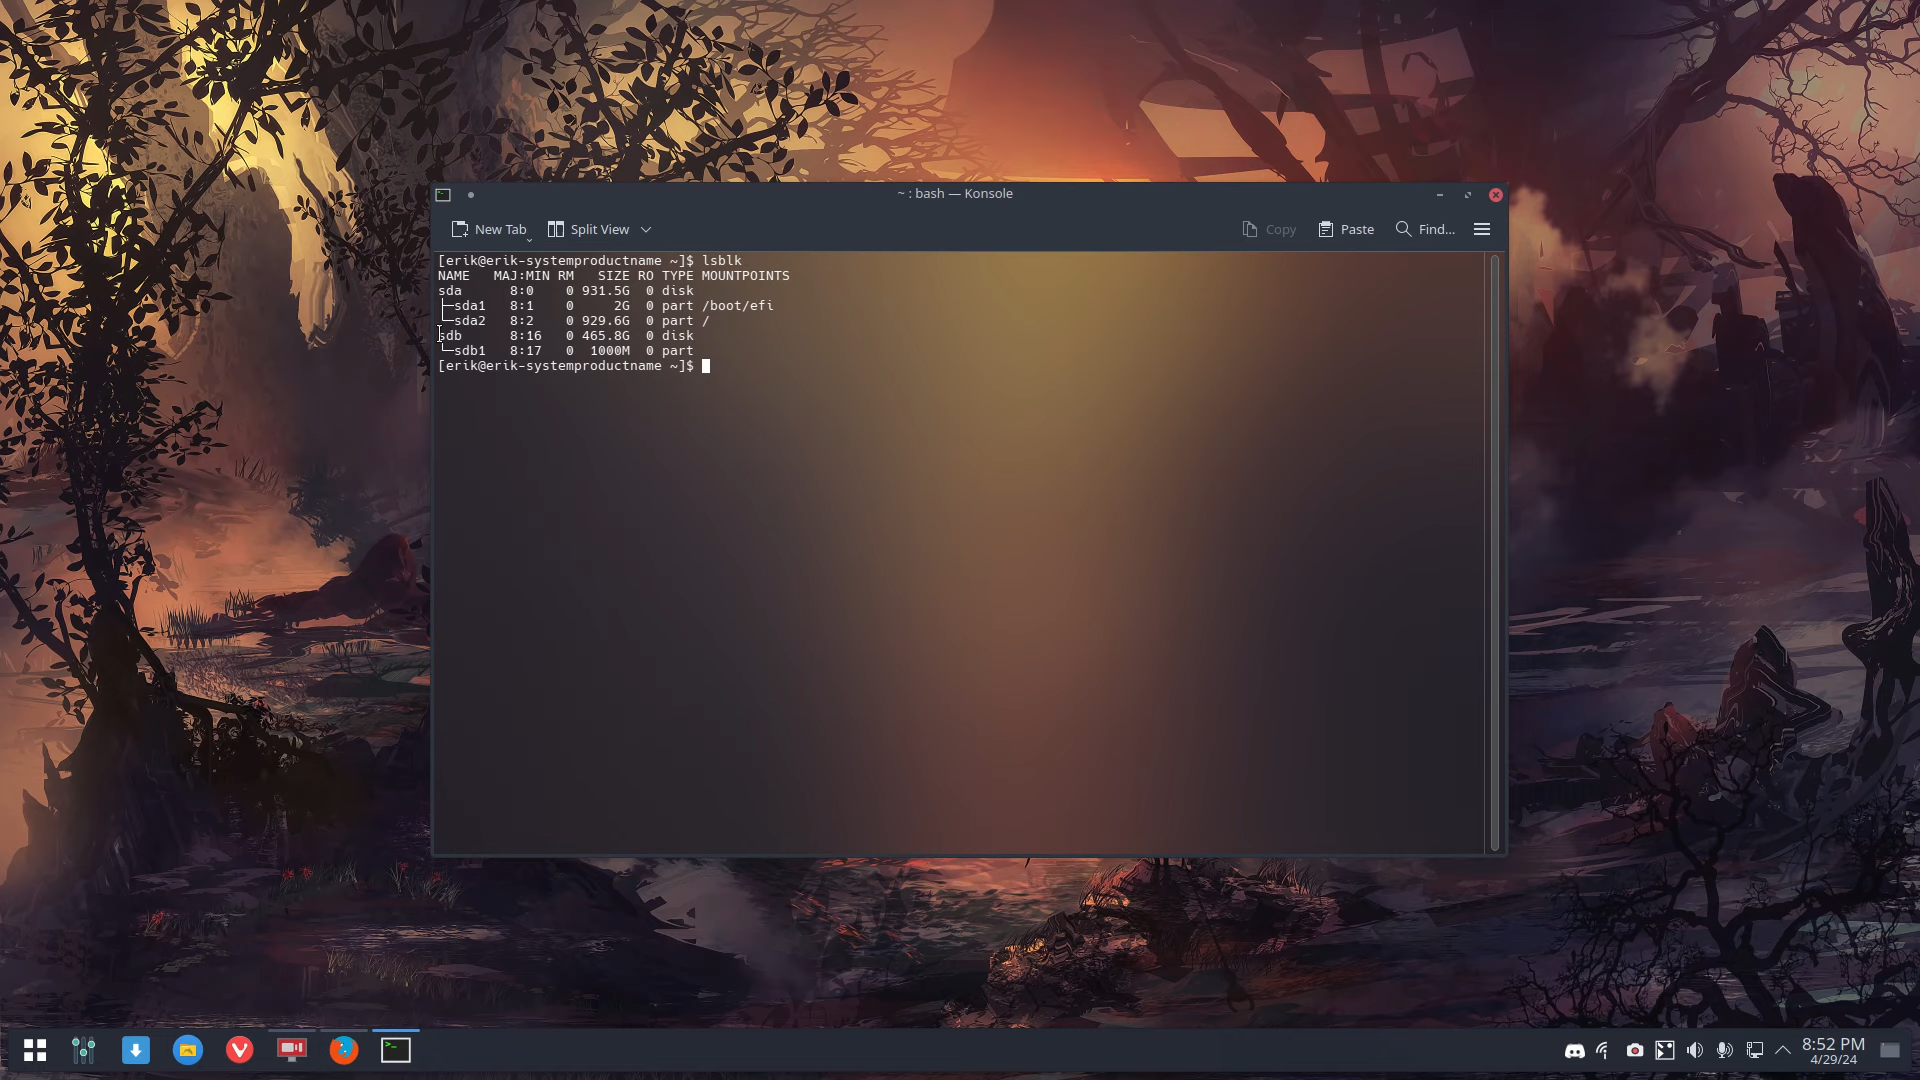 ~ : bash — Konsole
New Tab Split View Copy Paste Find...
[erik@erik-systemproductname ~]$ lsblk
NAME   MAJ:MIN RM   SIZE RO TYPE MOUNTPOINTS
sda      8:0    0 931.5G  0 disk
├─sda1   8:1    0     2G  0 part /boot/efi
└─sda2   8:2    0 929.6G  0 part /
sdb      8:16   0 465.8G  0 disk
└─sdb1   8:17   0  1000M  0 part
[erik@erik-systemproductname ~]$
8:52 PM
4/29/24